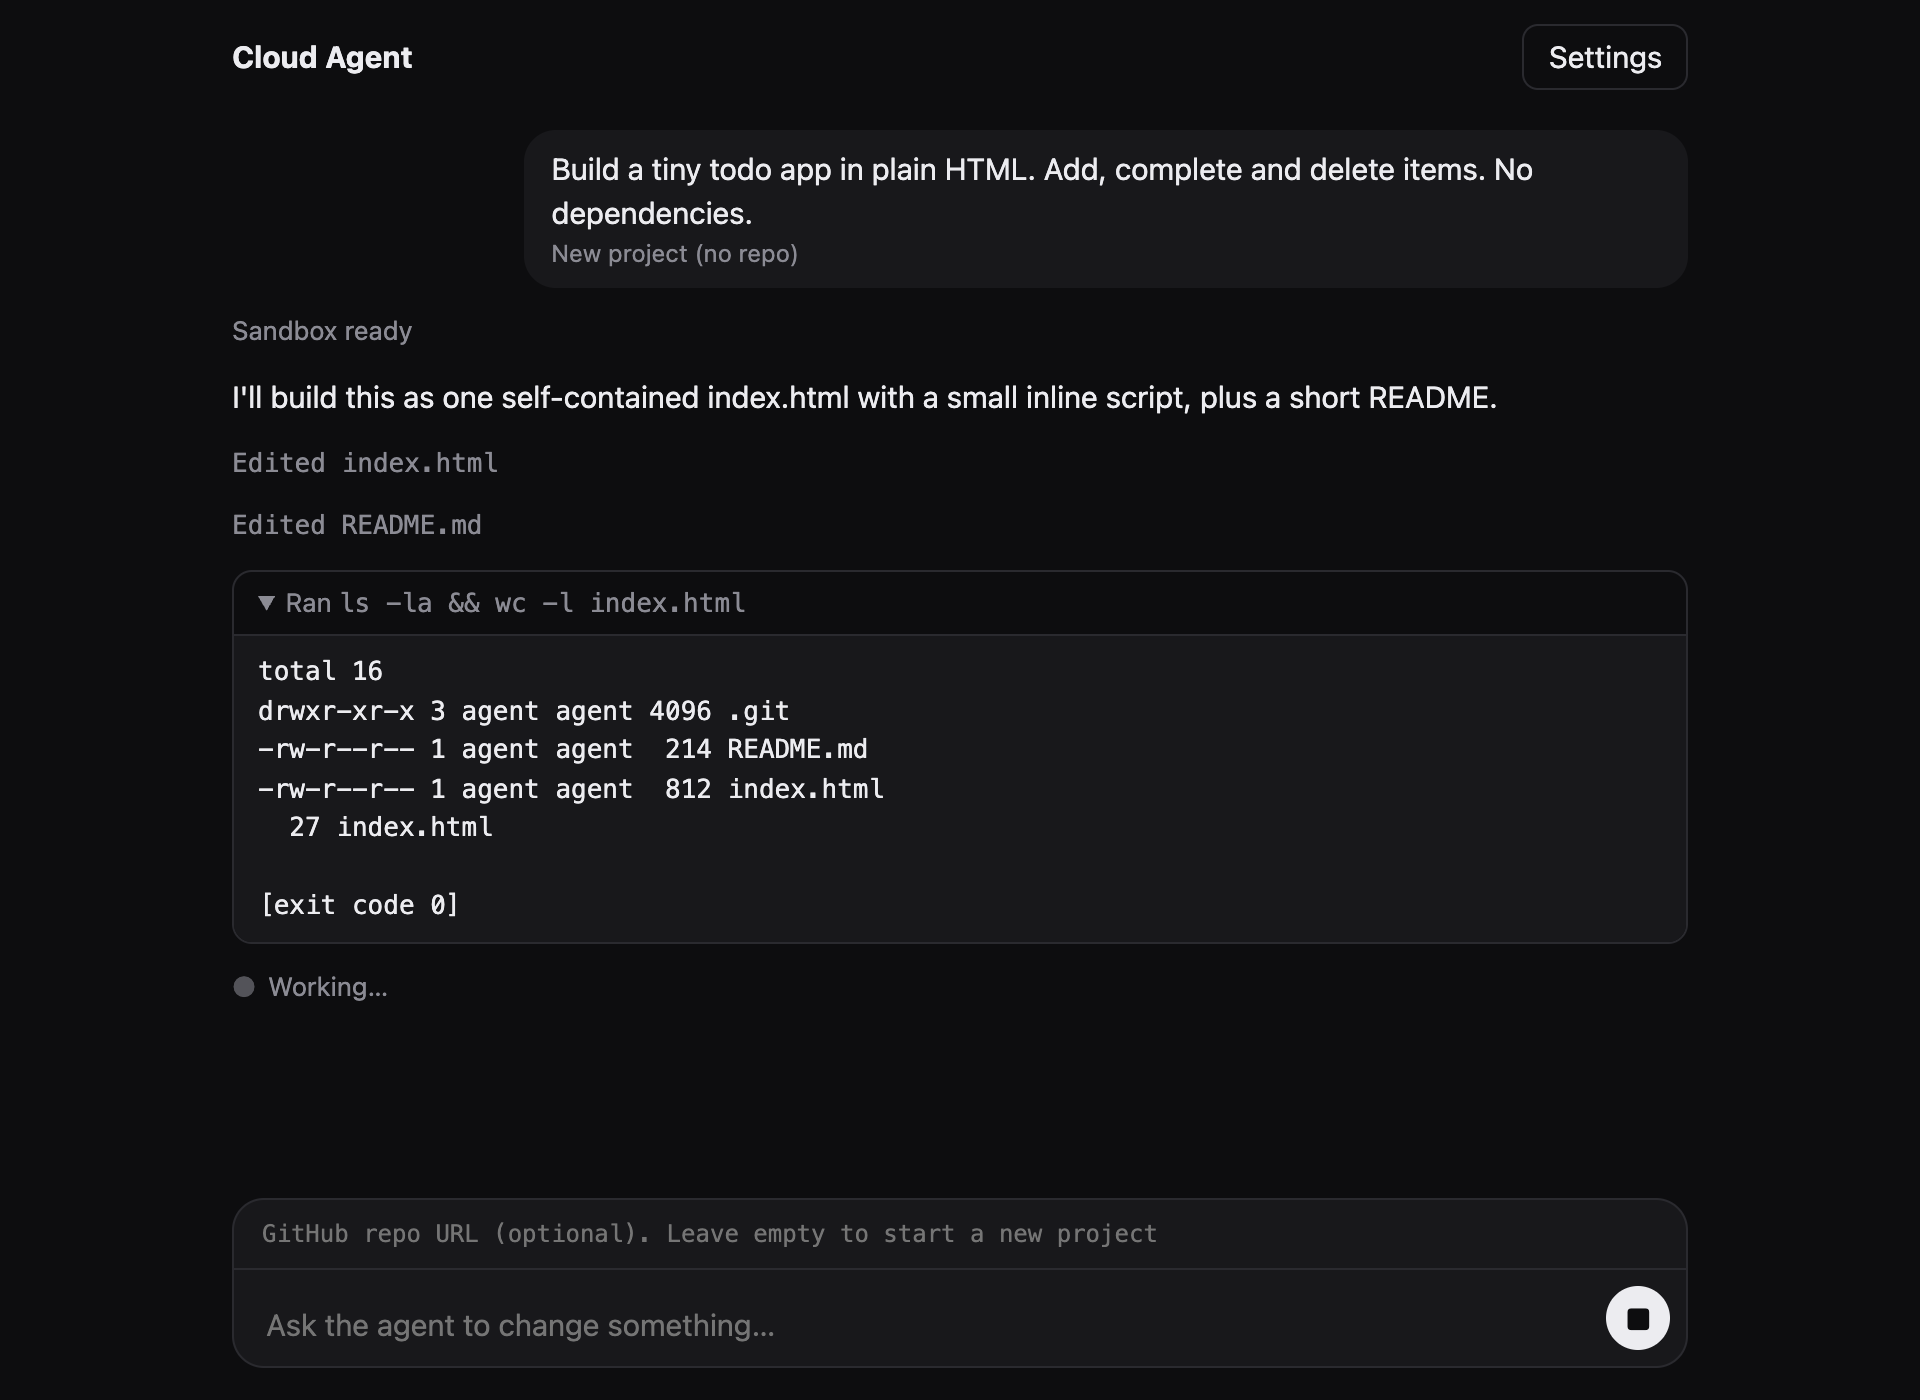 Cloud Agent
Settings
Build a tiny todo app in plain HTML. Add, complete and delete items. No
dependencies.
New project (no repo)
Sandbox ready
I'll build this as one self-contained index.html with a small inline script, plus a short README.
Edited index.html
Edited README.md
▼ Ran ls -la && wc -l index.html
total 16
drwxr-xr-x 3 agent agent 4096 .git
-rw-r--r-- 1 agent agent  214 README.md
-rw-r--r-- 1 agent agent  812 index.html
  27 index.html
[exit code 0]
Working...
GitHub repo URL (optional). Leave empty to start a new project
Ask the agent to change something...